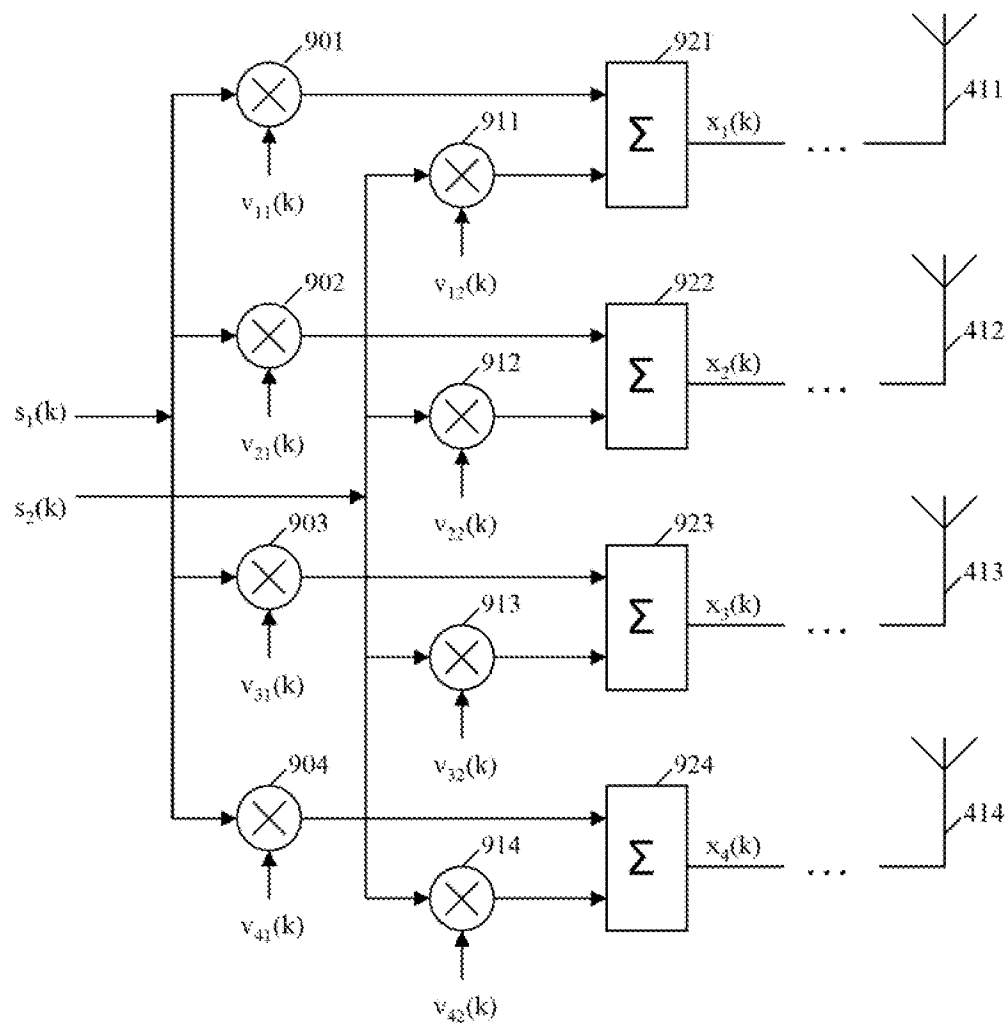 901
921
411
Σ
x₁(k)
...
911
v₁₁(k)
v₁₂(k)
902
922
412
Σ
x₂(k)
...
912
s₁(k)
v₂₁(k)
s₂(k)
v₂₂(k)
903
923
413
Σ
x₃(k)
...
913
v₃₁(k)
v₃₂(k)
904
924
414
Σ
x₄(k)
...
914
v₄₁(k)
v₄₂(k)